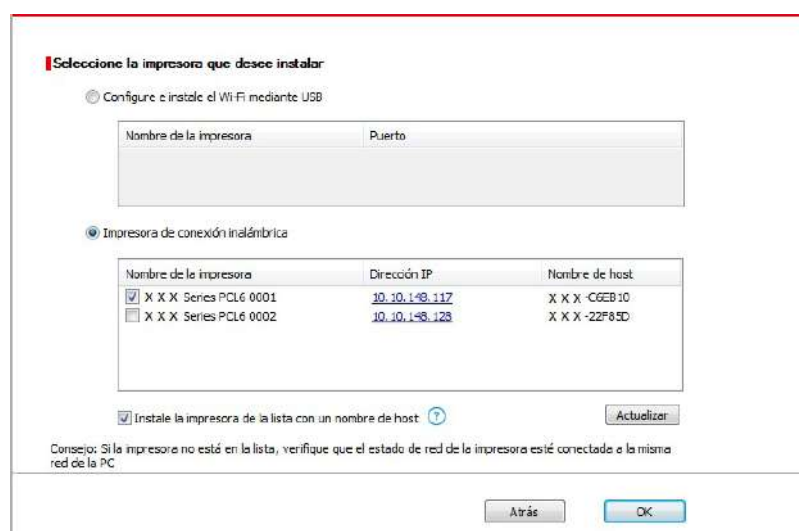 Seleccione la impresora que desee instalar
Configure e instale el Wi-Fi mediante USB
Nombre de la impresora Puerto
Impresora de conexión inalámbrica
Nombre de la impresora Dirección IP Nombre de host
X X X Series PCL6 0001 10.10.148.117 X X X -C6EB10
X X X Series PCL6 0002 10.10.148.128 X X X -22F85D
Instale la impresora de la lista con un nombre de host ?
Actualizar
Consejo: Si la impresora no está en la lista, verifique que el estado de red de la impresora esté conectada a la misma
red de la PC
Atrás OK